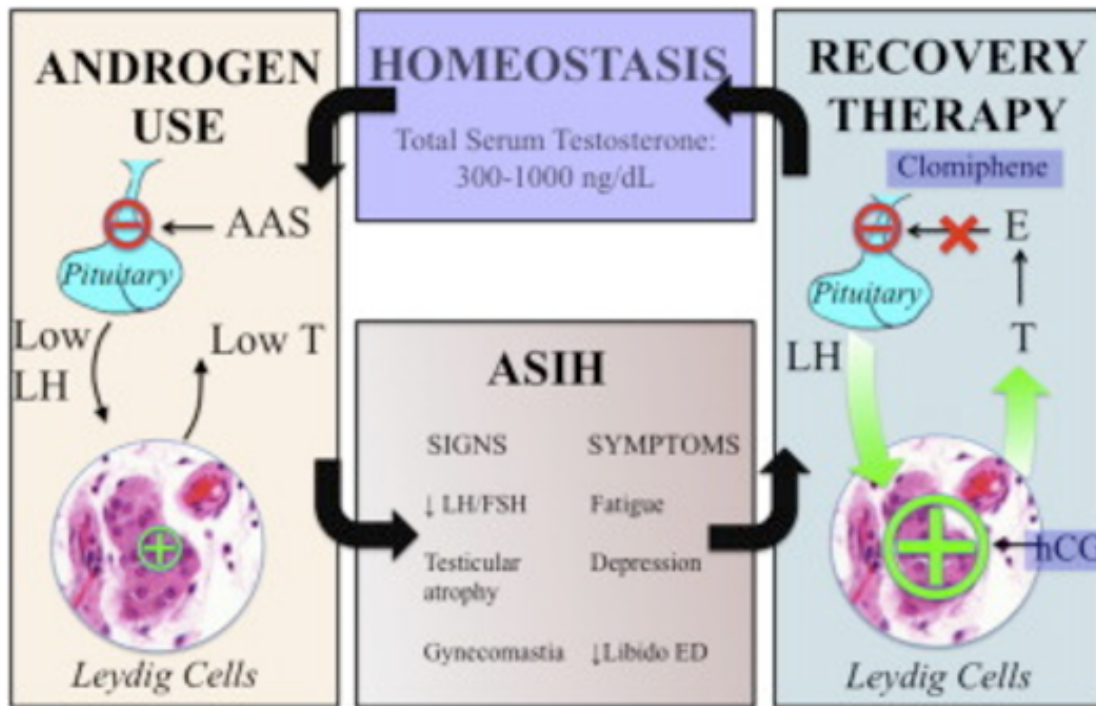 ANDROGEN
USE
AAS
Pituitary
Low
LH
Low T
Leydig Cells
HOMEOSTASIS
Total Serum Testosterone:
300-1000 ng/dL
ASIH
SIGNS
SYMPTOMS
↓ LH/FSH
Fatigue
Testicular
atrophy
Depression
Gynecomastia
↓Libido ED
RECOVERY
THERAPY
Clomiphene
E
Pituitary
LH
T
hCG
Leydig Cells